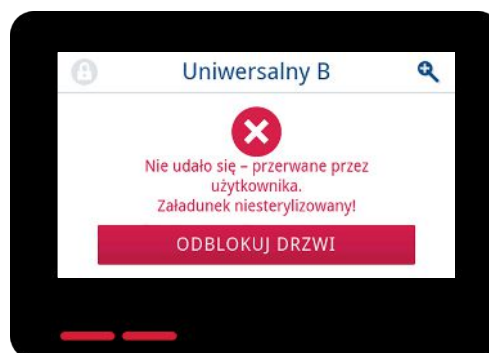 Uniwersalny B
Nie udało się – przerwane przez
użytkownika.
Załadunek niesterylizowany!
ODBLOKUJ DRZWI